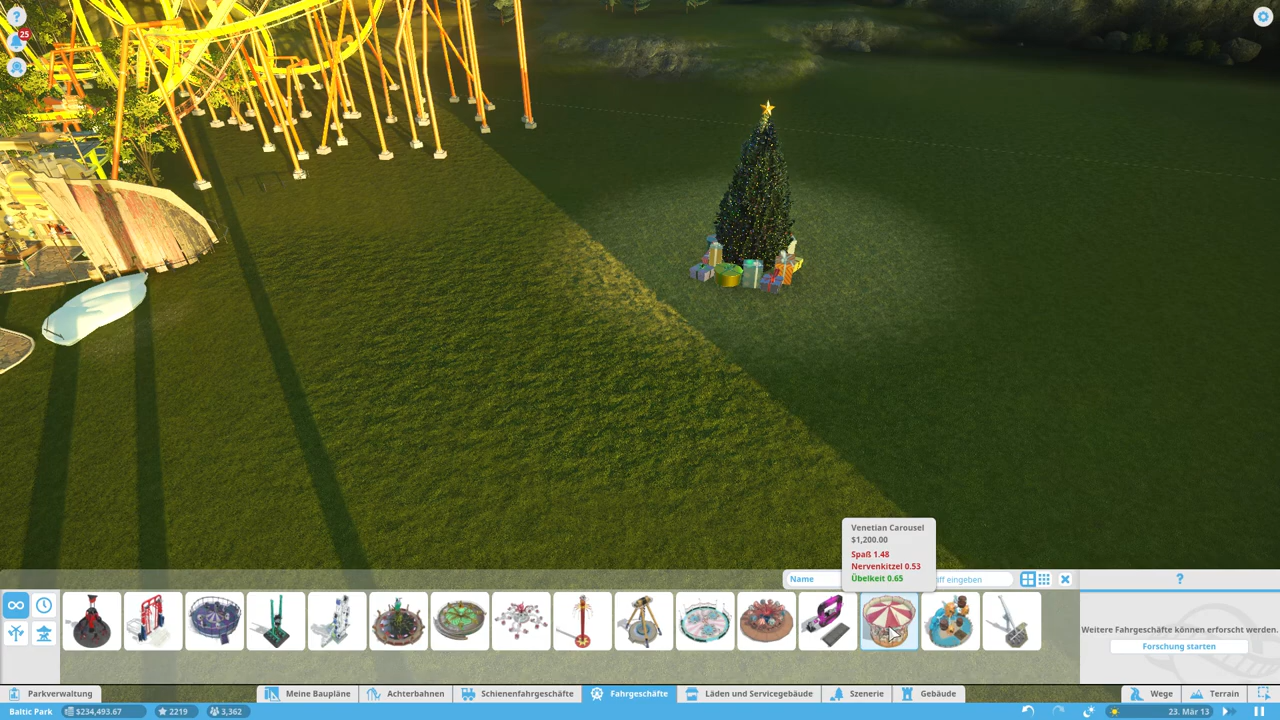 ?
25
Venetian Carousel
$1,200.00
Spaß 1.48
Nervenkitzel 0.53
Übelkeit 0.65
Name
iff eingeben
?
Weitere Fahrgeschäfte können erforscht werden.
Forschung starten
Parkverwaltung
Meine Baupläne
Achterbahnen
Schienenfahrgeschäfte
Fahrgeschäfte
Läden und Servicegebäude
Szenerie
Gebäude
Wege
Terrain
Baltic Park
$234,493.67
2219
3,362
23. Mär 13